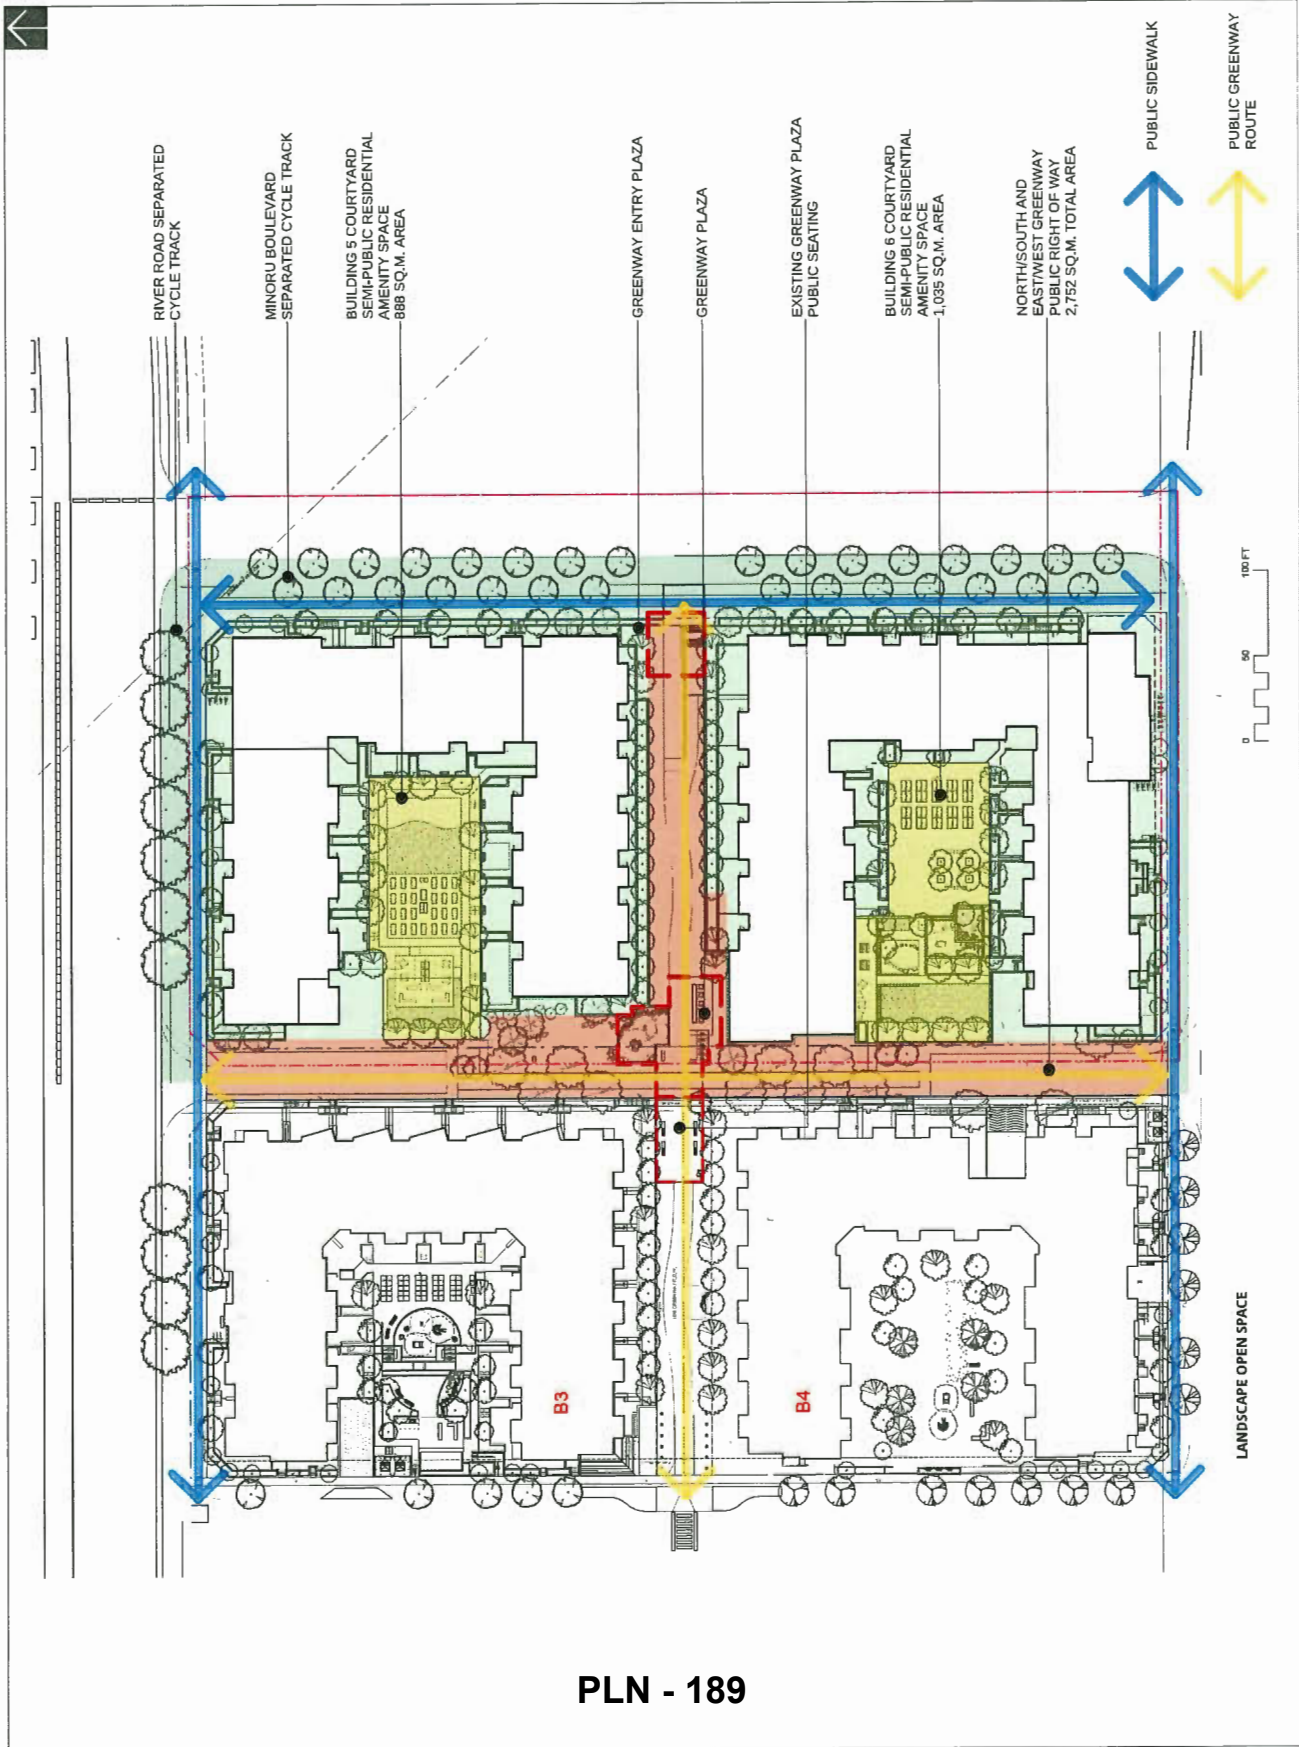 RIVER ROAD SEPARATED
CYCLE TRACK
MINORU BOULEVARD
SEPARATED CYCLE TRACK
BUILDING 5 COURTYARD
SEMI-PUBLIC RESIDENTIAL
AMENITY SPACE
888 SQ.M. AREA
GREENWAY ENTRY PLAZA
GREENWAY PLAZA
EXISTING GREENWAY PLAZA
PUBLIC SEATING
BUILDING 6 COURTYARD
SEMI-PUBLIC RESIDENTIAL
AMENITY SPACE
1,035 SQ.M. AREA
NORTH/SOUTH AND
EAST/WEST GREENWAY
PUBLIC RIGHT OF WAY
2,752 SQ.M. TOTAL AREA
PUBLIC SIDEWALK
PUBLIC GREENWAY
ROUTE
0 50 100 FT
B3
B4
LANDSCAPE OPEN SPACE
PLN - 189